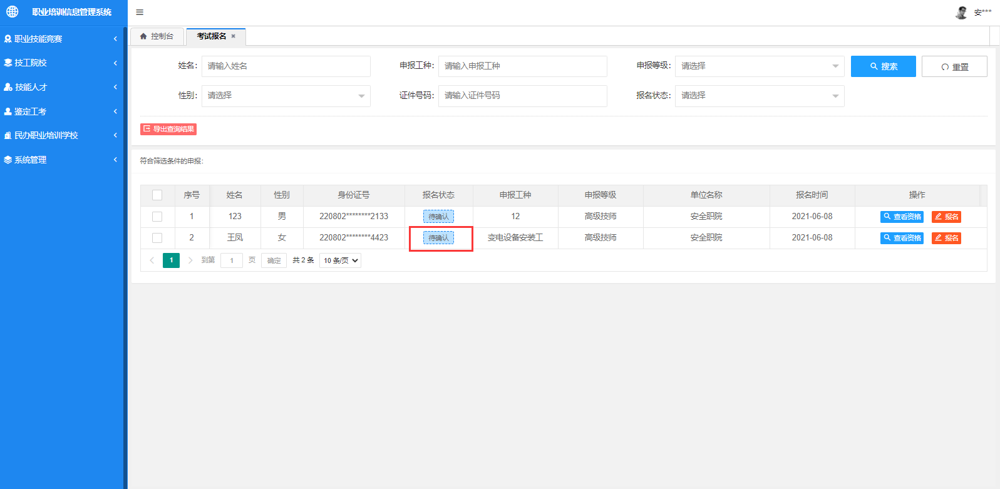 职业培训信息管理系统
安***
职业技能竞赛
技工院校
技能人才
鉴定工考
民办职业培训学校
系统管理
控制台 考试报名
姓名: 请输入姓名 申报工种: 请输入申报工种 申报等级: 请选择 搜索 重置
性别: 请选择 证件号码: 请输入证件号码 报名状态: 请选择
导出查询结果
符合筛选条件的申报:
序号 姓名 性别 身份证号 报名状态 申报工种 申报等级 单位名称 报名时间 操作
1 123 男 220802********2133 待确认 12 高级技师 安全职院 2021-06-08 查看资格 报名
2 王凤 女 220802********4423 待确认 变电设备安装工 高级技师 安全职院 2021-06-08 查看资格 报名
1 到第 1 页 确定 共 2 条 10 条/页